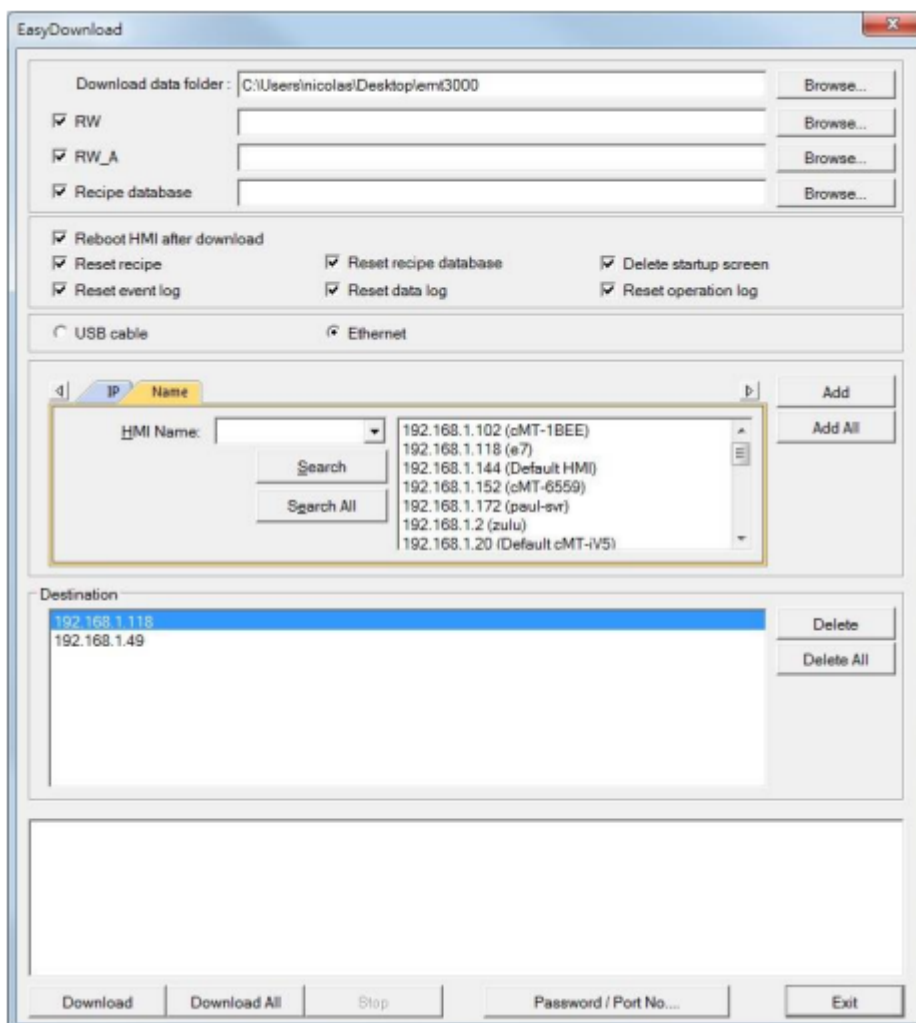 EasyDownload
Download data folder : C:\Users\nicolas\Desktop\emt3000 Browse...
RW Browse...
RW_A Browse...
Recipe database Browse...
Reboot HMI after download
Reset recipe Reset recipe database Delete startup screen
Reset event log Reset data log Reset operation log
USB cable Ethernet
IP Name Add
HMI Name: 192.168.1.102 (cMT-1BEE) Add All
192.168.1.118 (e7)
Search 192.168.1.144 (Default HMI)
192.168.1.152 (cMT-6559)
Search All 192.168.1.172 (paul-svr)
192.168.1.2 (zulu)
192.168.1.20 (Default cMT-iV5)
Destination
192.168.1.118 Delete
192.168.1.49
Delete All
Download Download All Stop Password / Port No.... Exit